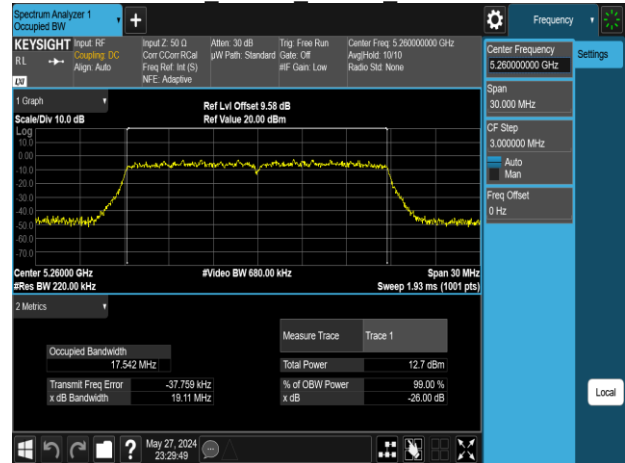 Spectrum Analyzer 1
Occupied BW
Frequency
KEYSIGHT
RL
LXI
Input: RF
Coupling: DC
Align: Auto
Input Z: 50 Ω
Corr CCorr RCal
Freq Ref: Int (S)
NFE: Adaptive
Atten: 30 dB
µW Path: Standard
Trig: Free Run
Gate: Off
#IF Gain: Low
Center Freq: 5.260000000 GHz
Avg|Hold: 10/10
Radio Std: None
Center Frequency
5.260000000 GHz
Settings
Span
30.000 MHz
CF Step
3.000000 MHz
Auto
Man
Freq Offset
0 Hz
Local
1 Graph
Scale/Div 10.0 dB
Ref Lvl Offset 9.58 dB
Ref Value 20.00 dBm
Log
10.0
0.00
-10.0
-20.0
-30.0
-40.0
-50.0
-60.0
-70.0
Center 5.26000 GHz
#Res BW 220.00 kHz
#Video BW 680.00 kHz
Span 30 MHz
Sweep 1.93 ms (1001 pts)
2 Metrics
Measure Trace Trace 1
Occupied Bandwidth
17.542 MHz
Total Power 12.7 dBm
Transmit Freq Error -37.759 kHz
% of OBW Power 99.00 %
x dB Bandwidth 19.11 MHz
x dB -26.00 dB
?
May 27, 2024
23:29:49